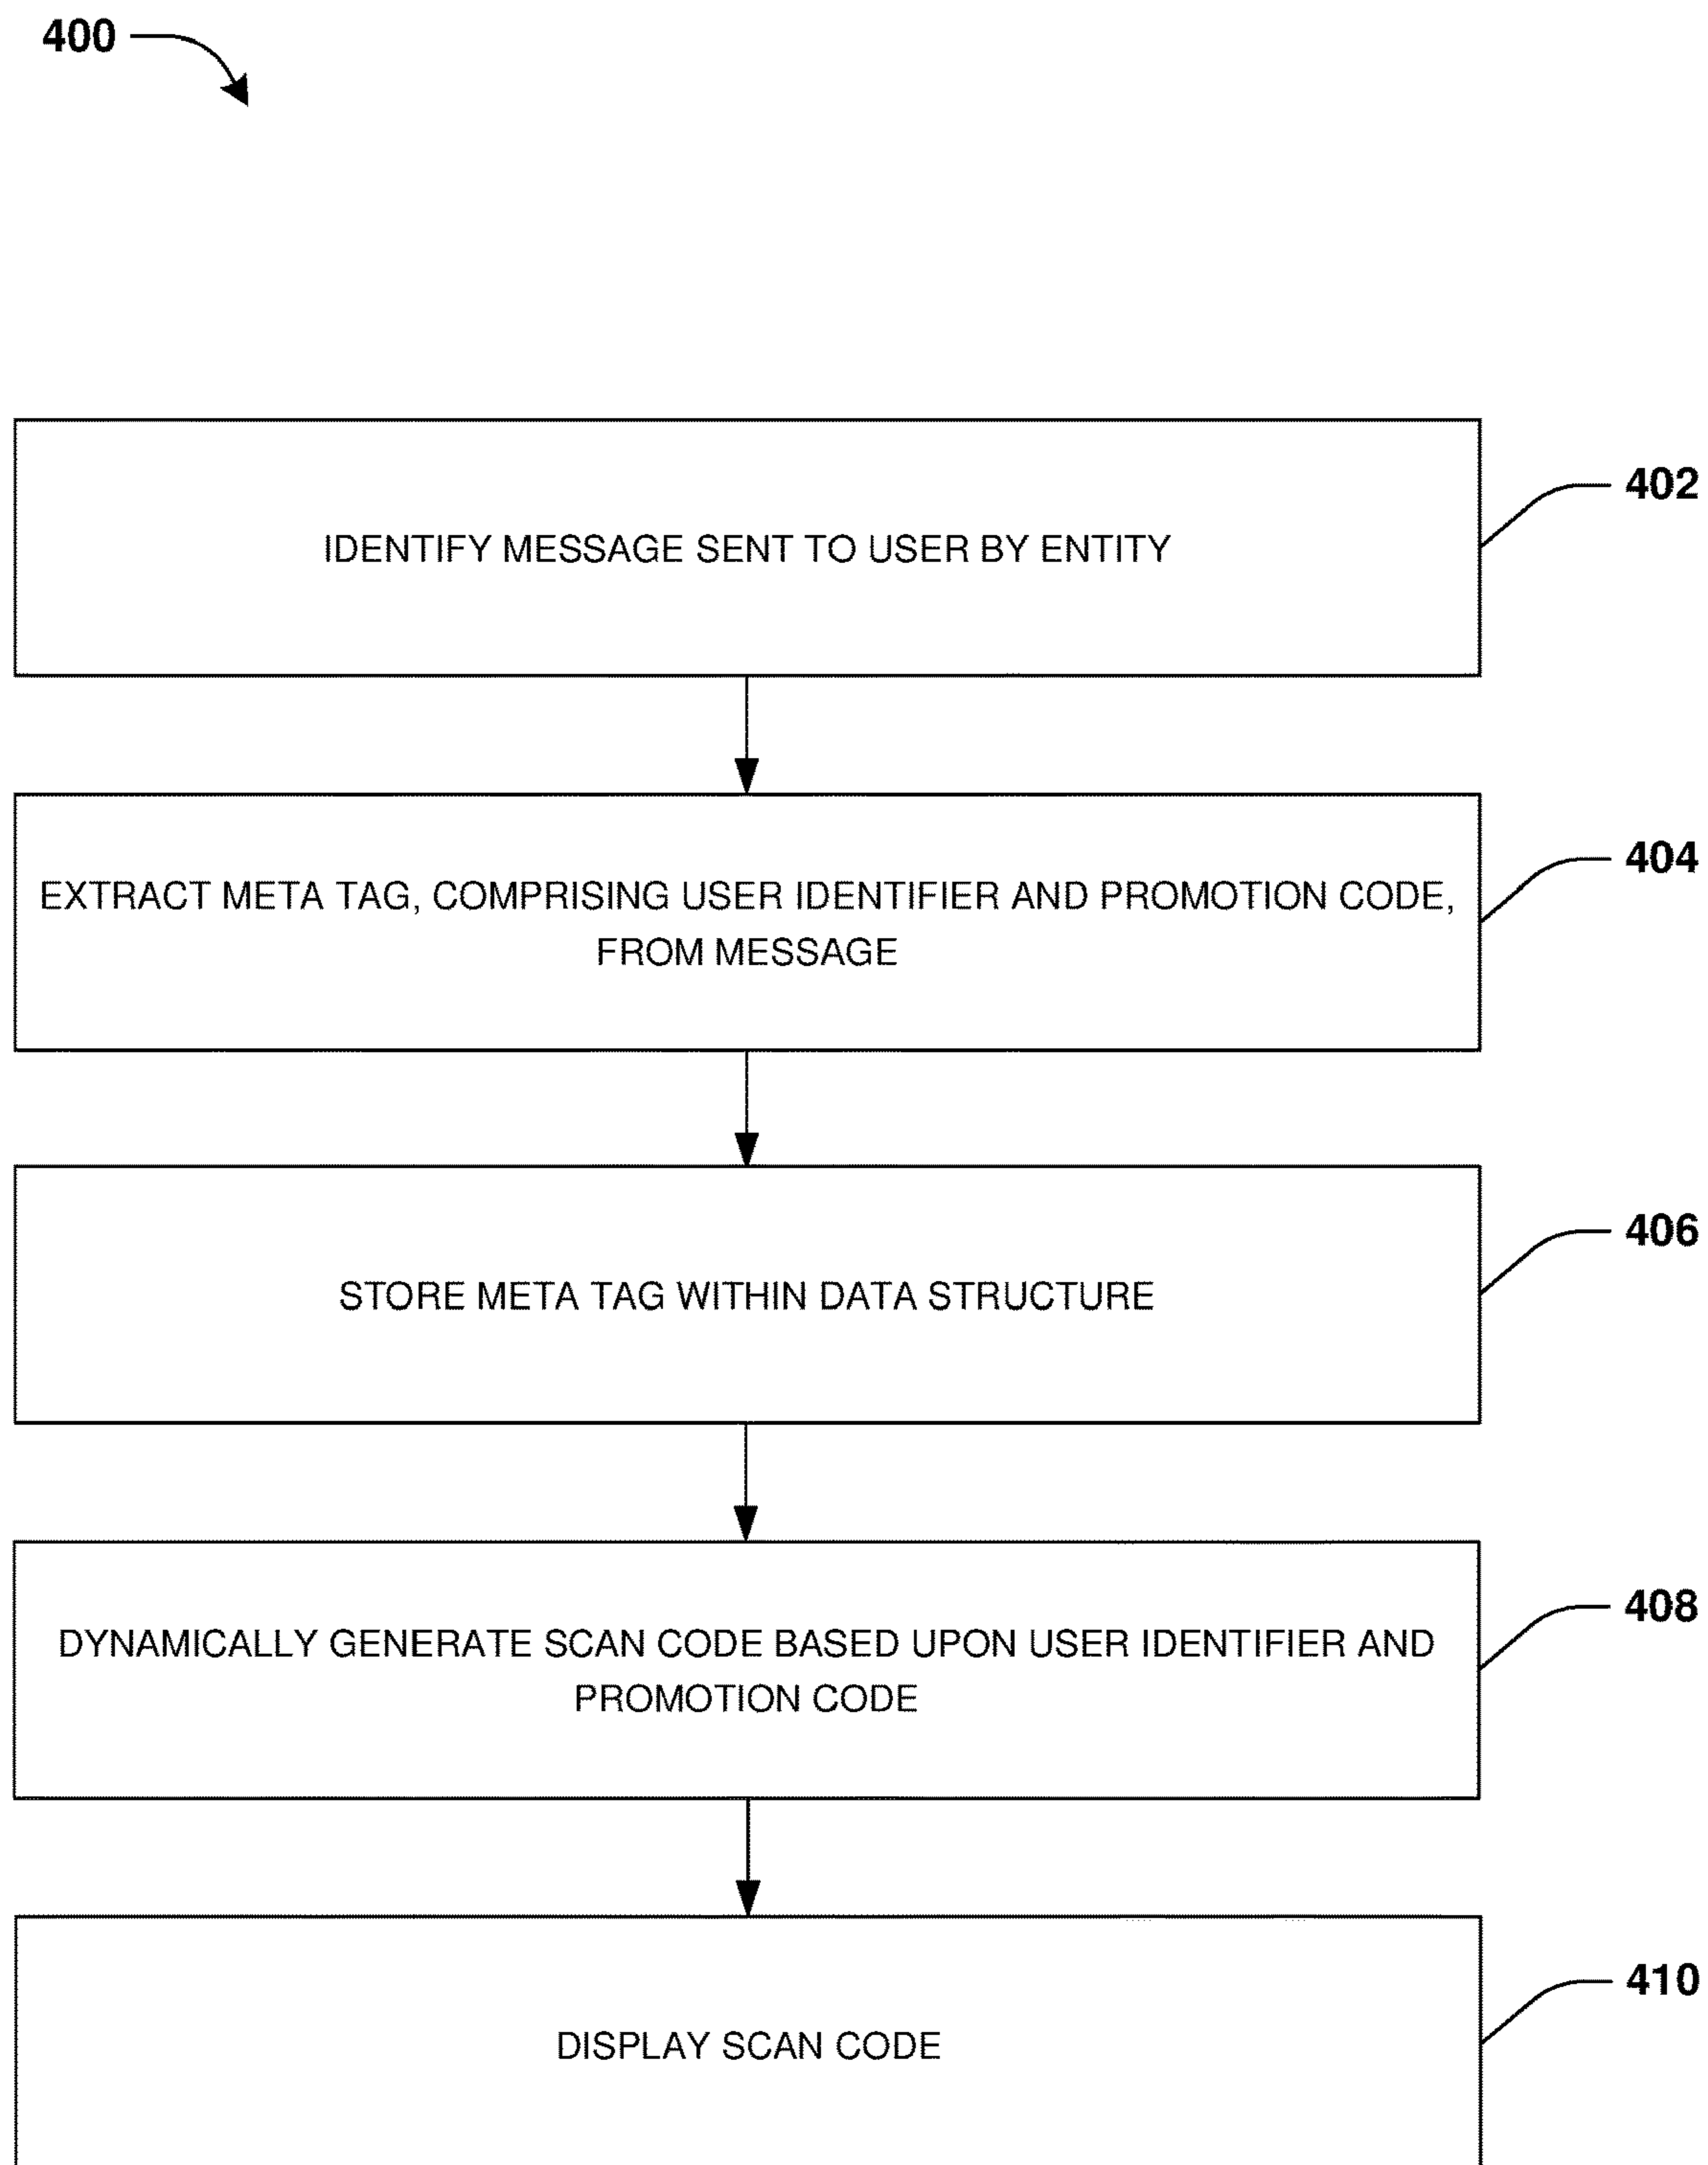 400
IDENTIFY MESSAGE SENT TO USER BY ENTITY
402
EXTRACT META TAG, COMPRISING USER IDENTIFIER AND PROMOTION CODE,
FROM MESSAGE
404
STORE META TAG WITHIN DATA STRUCTURE
406
DYNAMICALLY GENERATE SCAN CODE BASED UPON USER IDENTIFIER AND
PROMOTION CODE
408
DISPLAY SCAN CODE
410